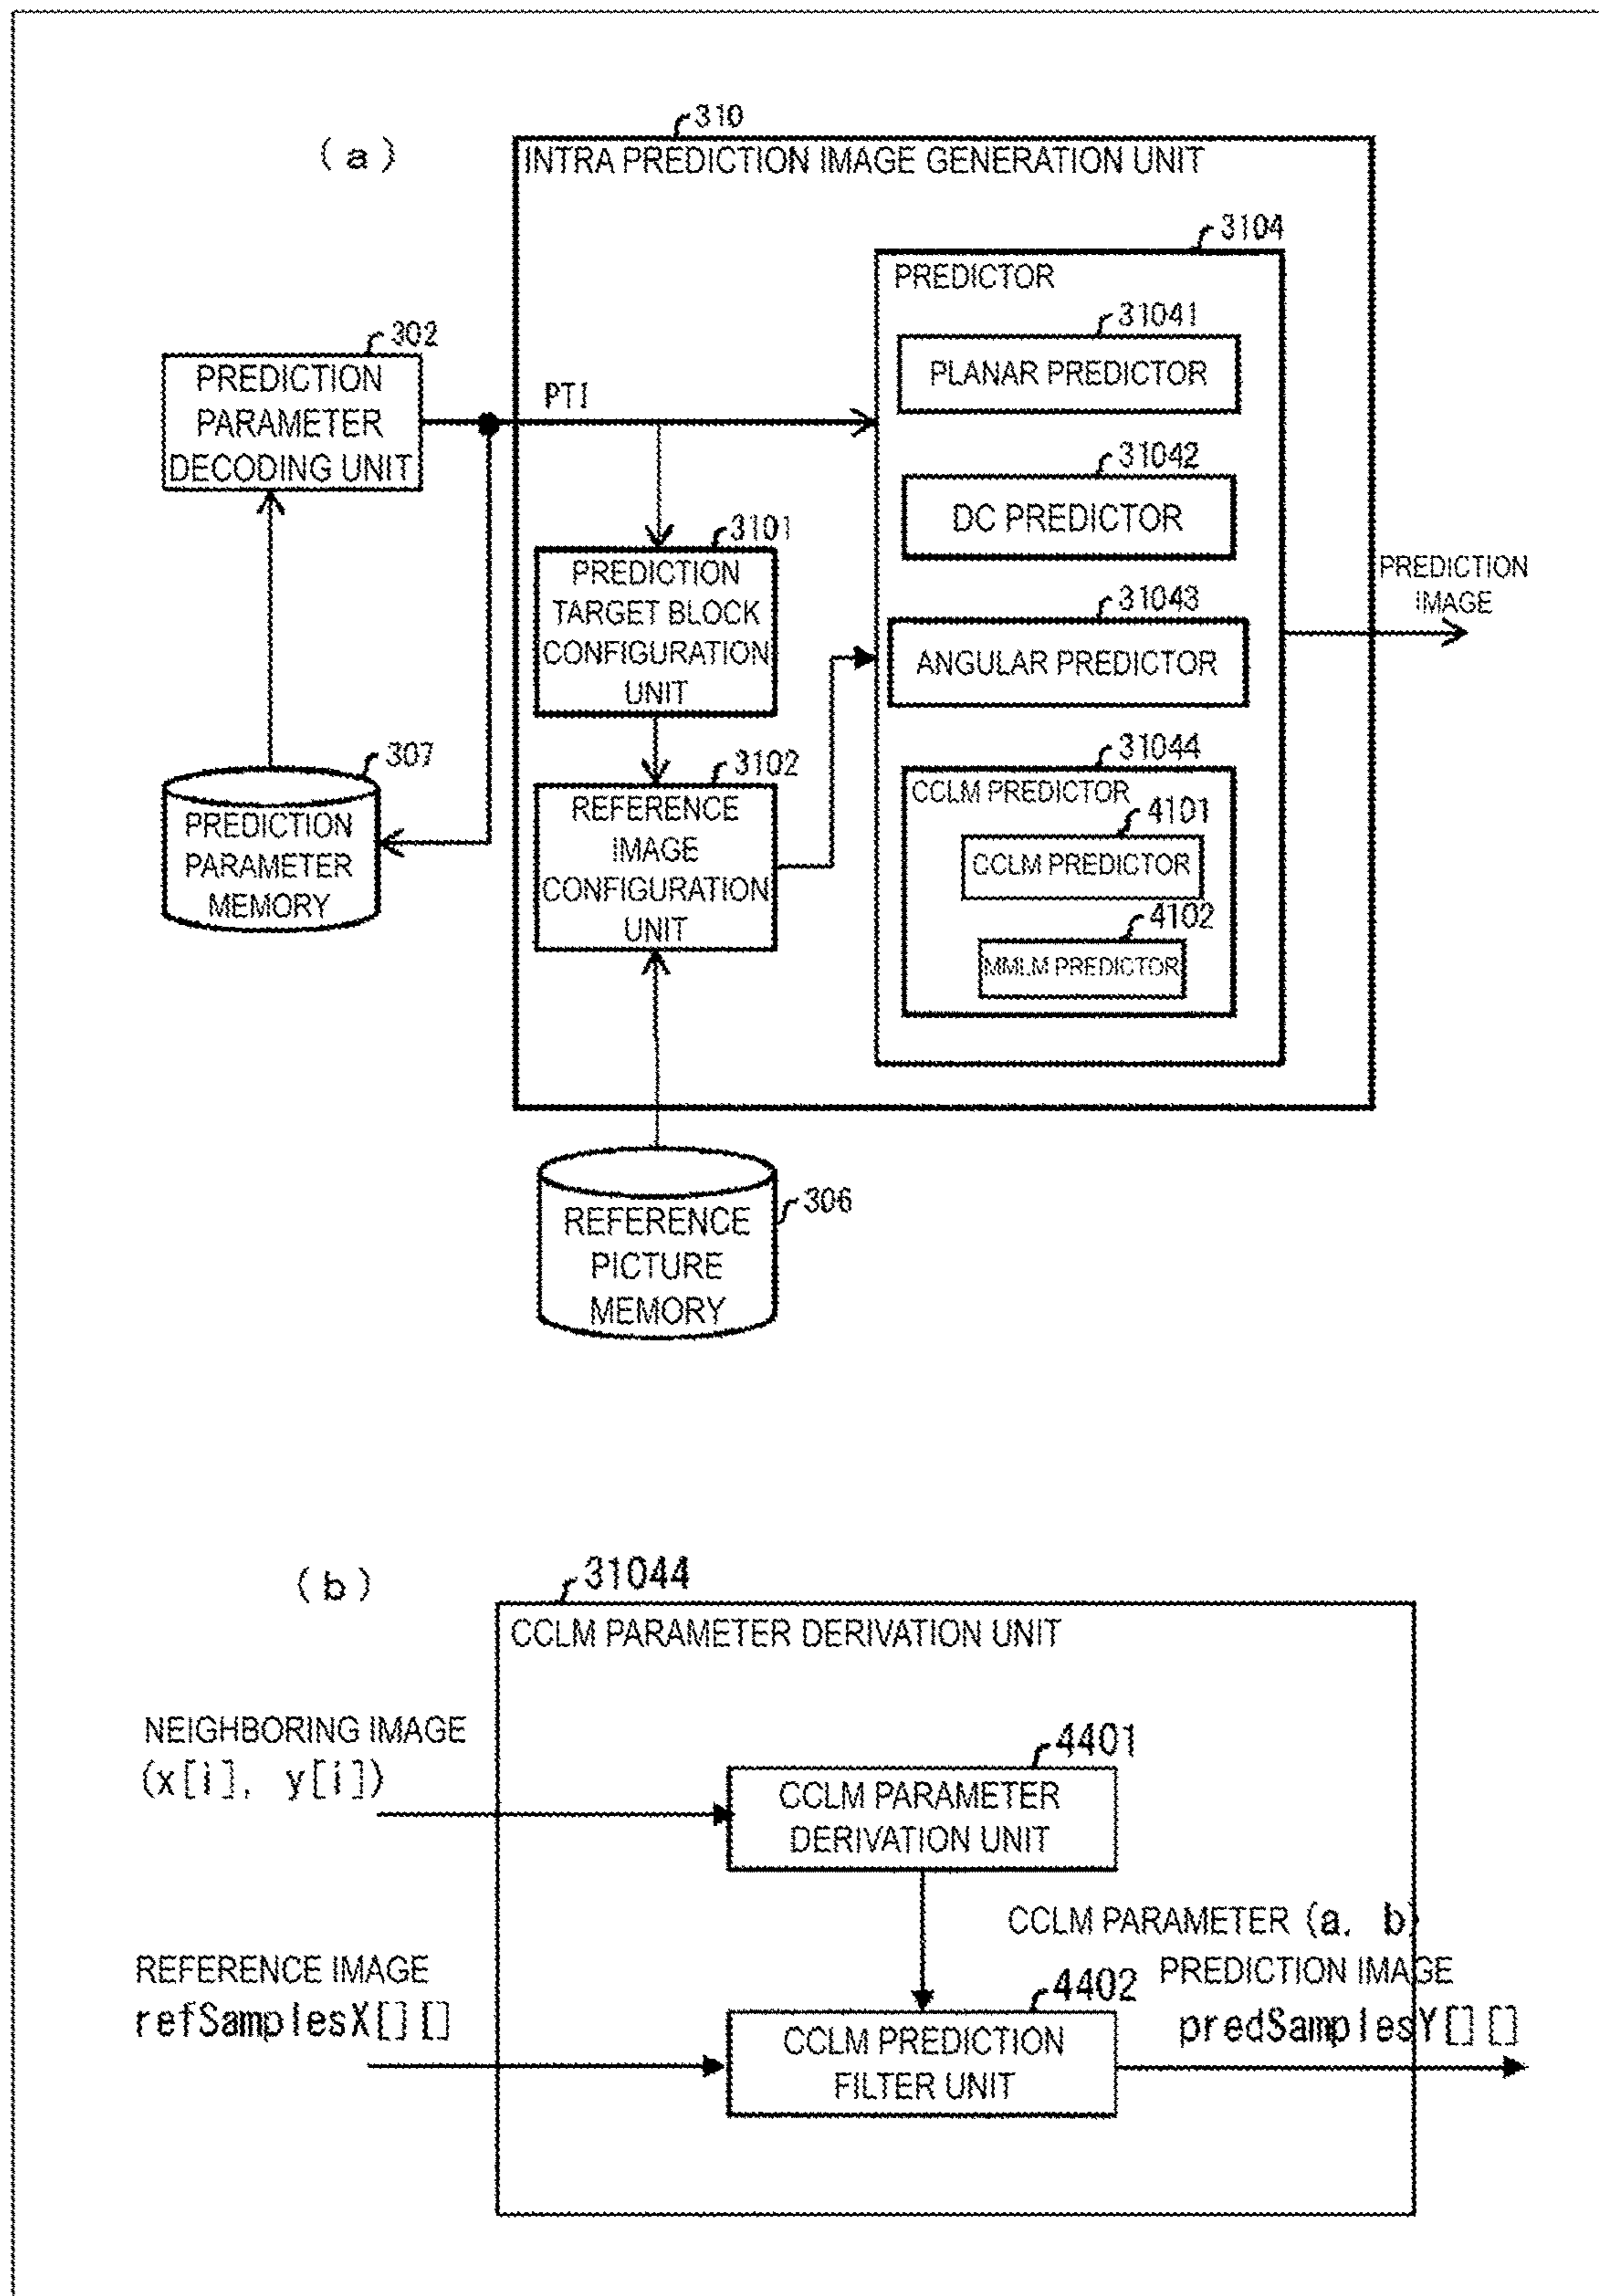 (a)
310
INTRA PREDICTION IMAGE GENERATION UNIT
3104
PREDICTOR
302
PREDICTION
PARAMETER
DECODING UNIT
PTI
31041
PLANAR PREDICTOR
31042
DC PREDICTOR
3101
PREDICTION
TARGET BLOCK
CONFIGURATION
UNIT
31043
ANGULAR PREDICTOR
PREDICTION
IMAGE
307
PREDICTION
PARAMETER
MEMORY
3102
REFERENCE
IMAGE
CONFIGURATION
UNIT
31044
CCLM PREDICTOR
4101
CCLM PREDICTOR
4102
MMLM PREDICTOR
306
REFERENCE
PICTURE
MEMORY
(b)
31044
CCLM PARAMETER DERIVATION UNIT
NEIGHBORING IMAGE
(x[i], y[i])
4401
CCLM PARAMETER
DERIVATION UNIT
CCLM PARAMETER (a, b)
REFERENCE IMAGE
refSamplesX[][]
4402
CCLM PREDICTION
FILTER UNIT
PREDICTION IMAGE
predSamplesY[][]